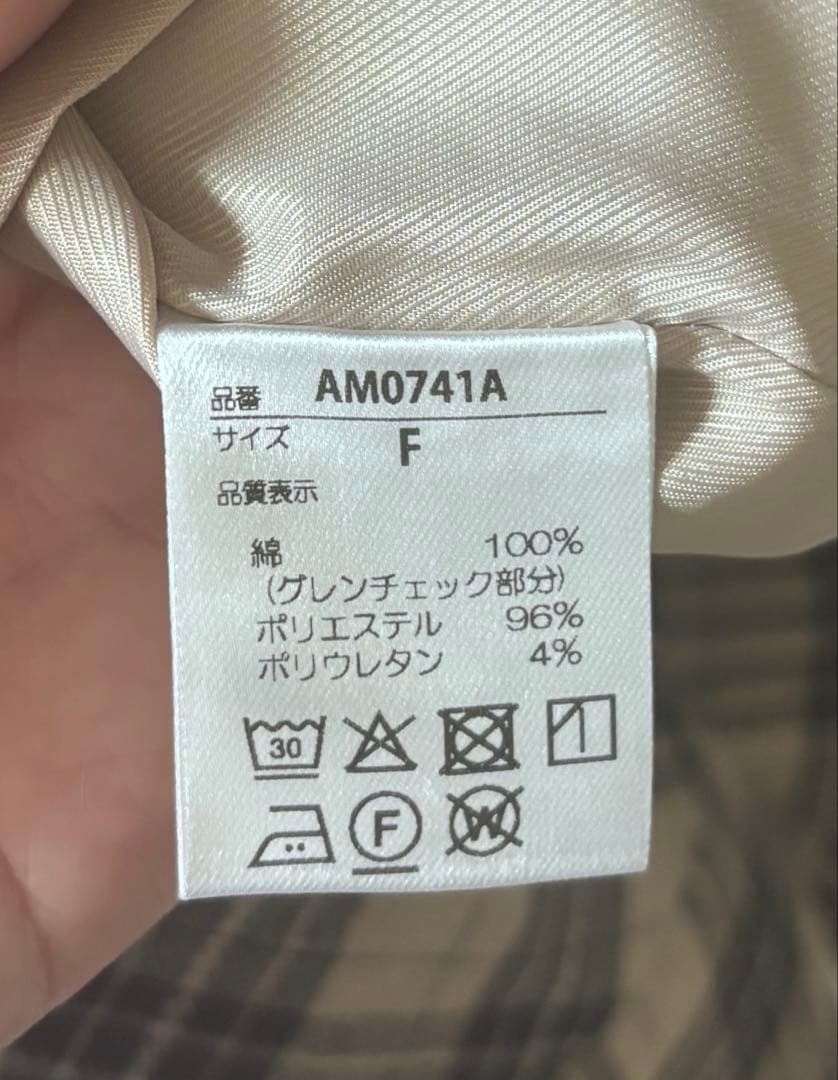 品番 AM0741A
サイズ F
品質表示
綿 100%
(グレンチェック部分)
ポリエステル 96%
ポリウレタン 4%
30
F
W